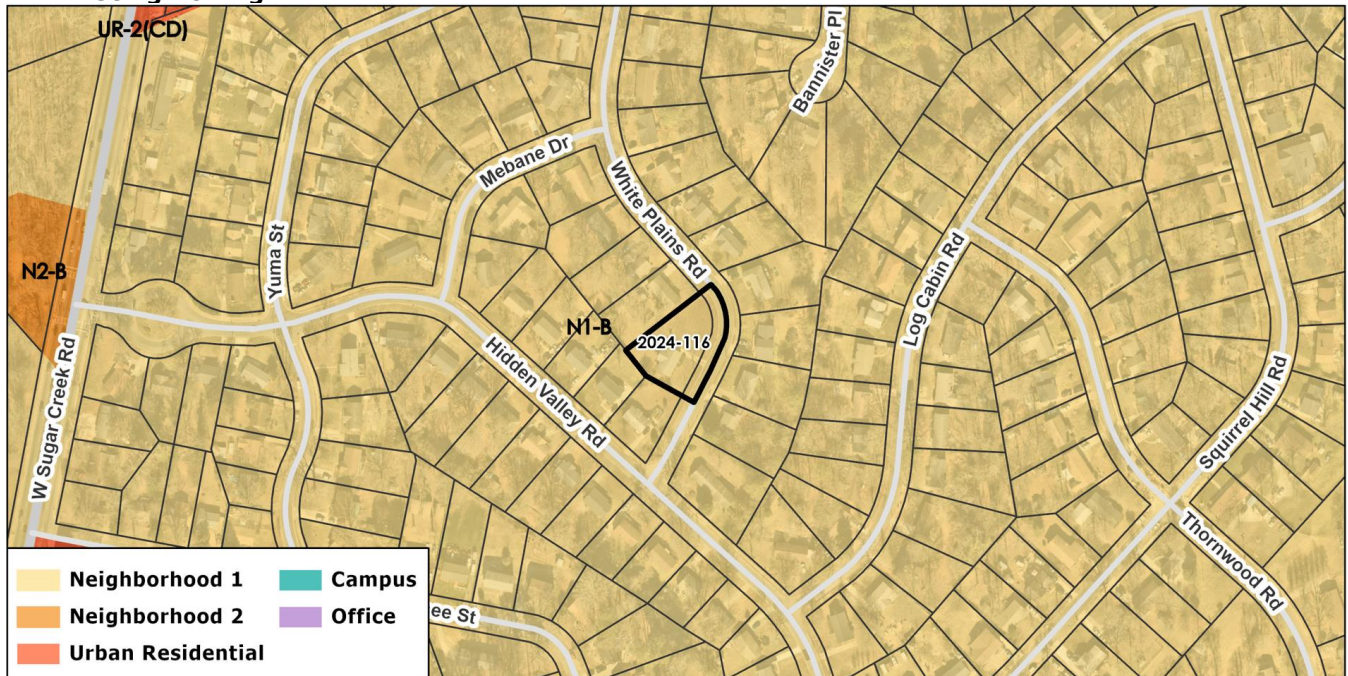 UR-2(CD)
Bannister Pl
Mebane Dr
White Plains Rd
Yuma St
N2-B
Log Cabin Rd
N1-B
2024-116
Hidden Valley Rd
W Sugar Creek Rd
Squirrel Hill Rd
Thornwood Rd
ee St
Neighborhood 1
Campus
Neighborhood 2
Office
Urban Residential